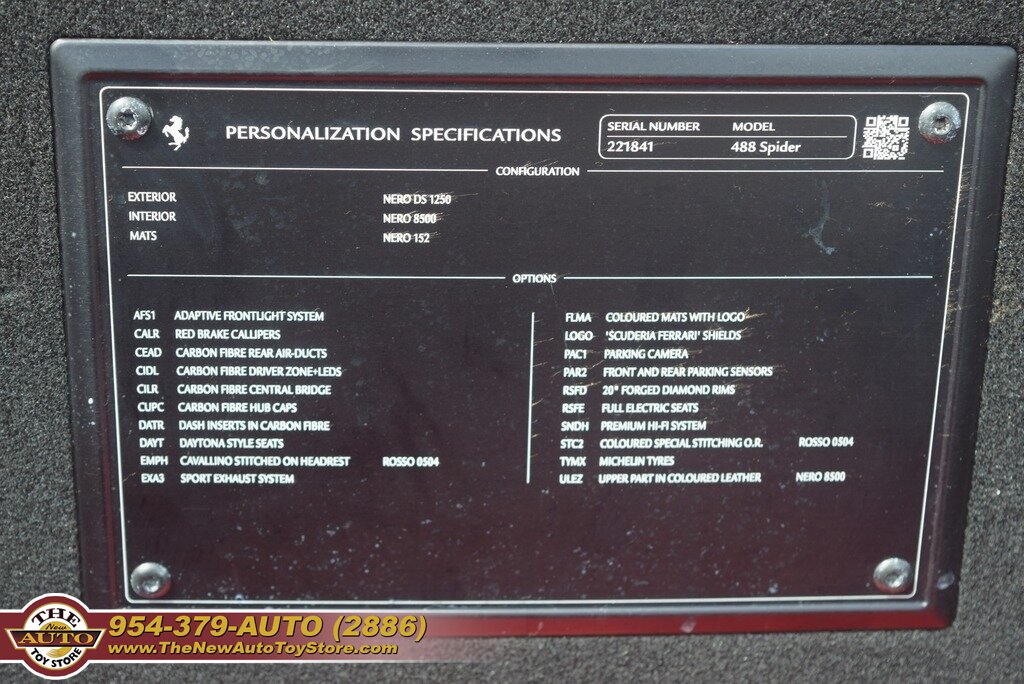 PERSONALIZATION SPECIFICATIONS
SERIAL NUMBER MODEL
221841 488 Spider
CONFIGURATION
EXTERIOR NERO DS 1250
INTERIOR NERO 8500
MATS NERO 152
OPTIONS
AFS1 ADAPTIVE FRONTLIGHT SYSTEM
CALR RED BRAKE CALLIPERS
CEAD CARBON FIBRE REAR AIR-DUCTS
CIDL CARBON FIBRE DRIVER ZONE+LEDS
CILR CARBON FIBRE CENTRAL BRIDGE
CUPC CARBON FIBRE HUB CAPS
DATR DASH INSERTS IN CARBON FIBRE
DAYT DAYTONA STYLE SEATS
EMPH CAVALLINO STITCHED ON HEADREST ROSSO 0504
EXA3 SPORT EXHAUST SYSTEM
FLMA COLOURED MATS WITH LOGO
LOGO 'SCUDERIA FERRARI' SHIELDS
PAC1 PARKING CAMERA
PAR2 FRONT AND REAR PARKING SENSORS
RSFD 20" FORGED DIAMOND RIMS
RSFE FULL ELECTRIC SEATS
SNDH PREMIUM HI-FI SYSTEM
STC2 COLOURED SPECIAL STITCHING O.R. ROSSO 0504
TYMX MICHELIN TYRES
ULEZ UPPER PART IN COLOURED LEATHER NERO 8500
THE
New
AUTO
TOY STORE
954-379-AUTO (2886)
www.TheNewAutoToyStore.com